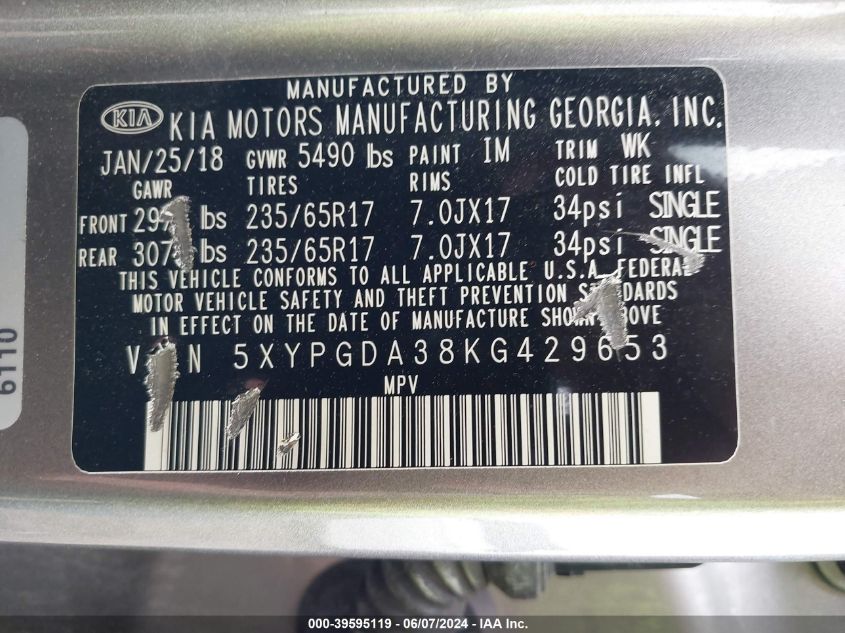 MANUFACTURED BY
KIA KIA MOTORS MANUFACTURING GEORGIA, INC.
JAN/25/18 GVWR 5490 lbs PAINT IM TRIM WK
GAWR TIRES RIMS COLD TIRE INFL
FRONT lbs 235/65R17 7.0JX17 34psi SINGLE
REAR lbs 235/65R17 7.0JX17 34psi SINGLE
THIS VEHICLE CONFORMS TO ALL APPLICABLE U.S.A. FEDERAL
MOTOR VEHICLE SAFETY AND THEFT PREVENTION STANDARDS
IN EFFECT ON THE DATE OF MANUFACTURE SHOWN ABOVE
V I N 5XYPGDA38KG429653
MPV
6110
000-39595119 - 06/07/2024 - IAA Inc.